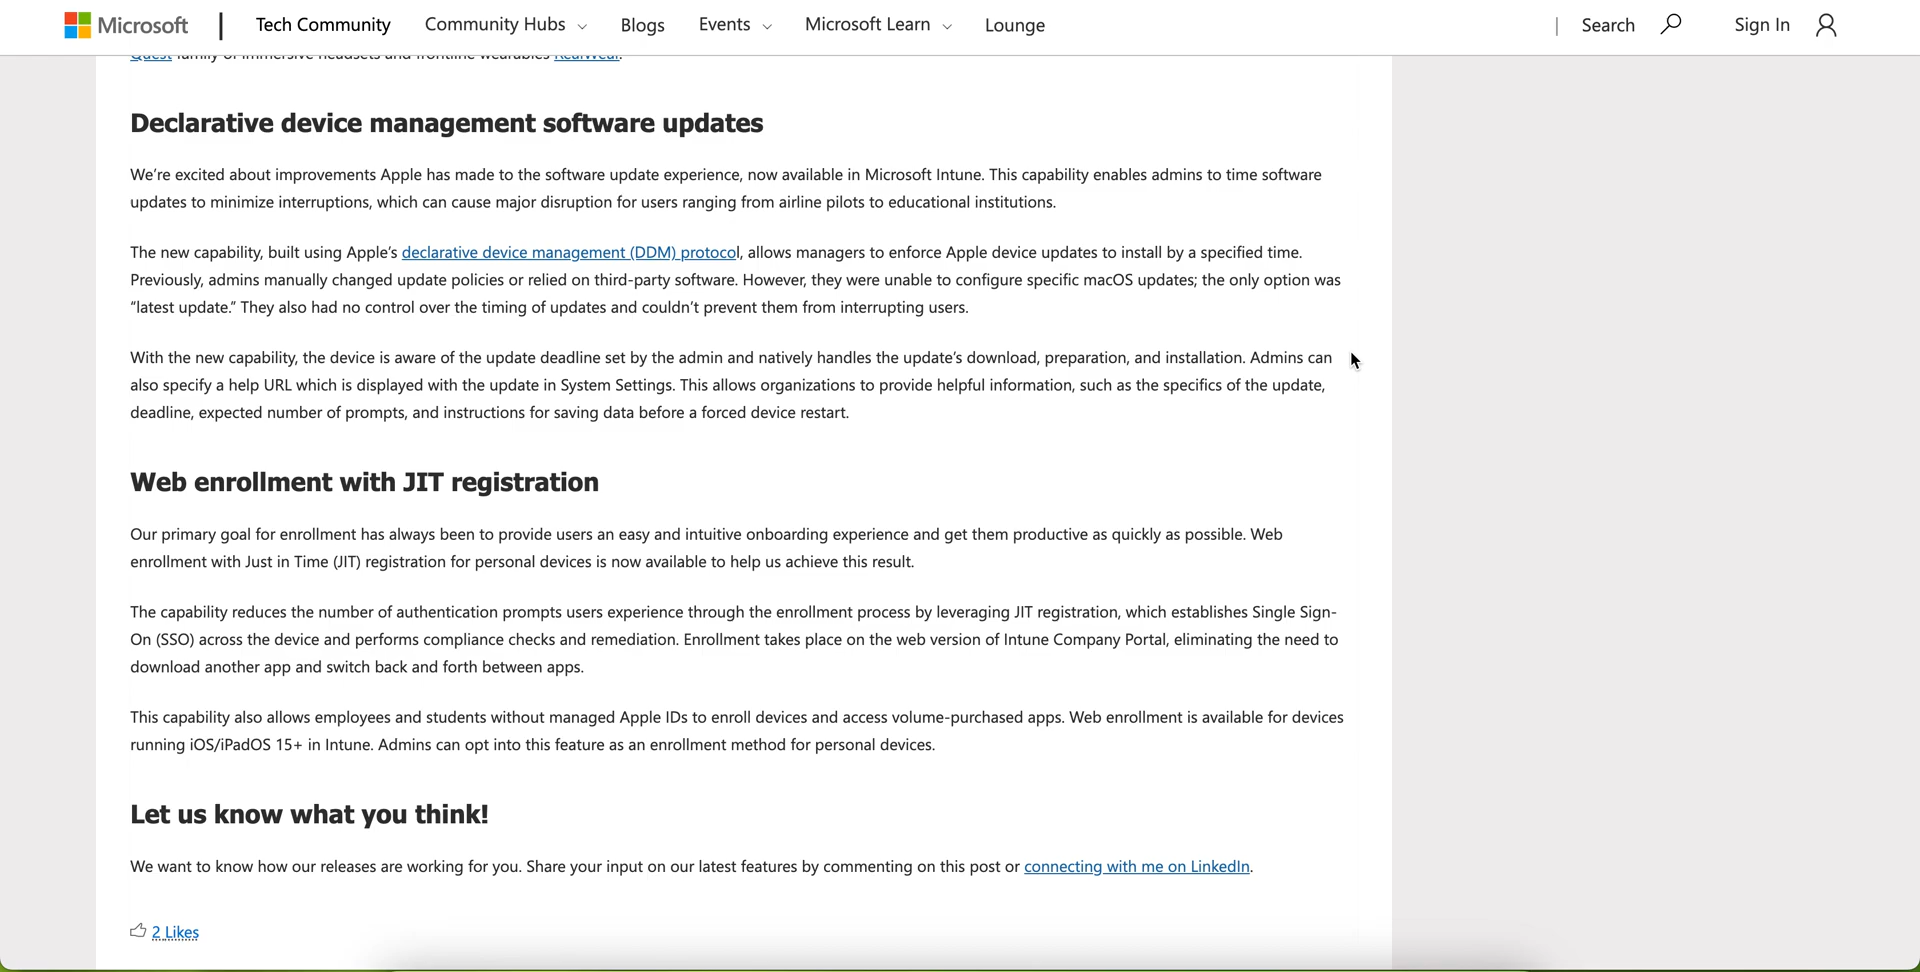 Microsoft | Tech Community Community Hubs Blogs Events Microsoft Learn Lounge | Search Sign In
Quest family of immersive headsets and frontline wearables RealWear.
Declarative device management software updates
We’re excited about improvements Apple has made to the software update experience, now available in Microsoft Intune. This capability enables admins to time software
updates to minimize interruptions, which can cause major disruption for users ranging from airline pilots to educational institutions.
The new capability, built using Apple’s declarative device management (DDM) protocol, allows managers to enforce Apple device updates to install by a specified time.
Previously, admins manually changed update policies or relied on third-party software. However, they were unable to configure specific macOS updates; the only option was
“latest update.” They also had no control over the timing of updates and couldn’t prevent them from interrupting users.
With the new capability, the device is aware of the update deadline set by the admin and natively handles the update’s download, preparation, and installation. Admins can
also specify a help URL which is displayed with the update in System Settings. This allows organizations to provide helpful information, such as the specifics of the update,
deadline, expected number of prompts, and instructions for saving data before a forced device restart.
Web enrollment with JIT registration
Our primary goal for enrollment has always been to provide users an easy and intuitive onboarding experience and get them productive as quickly as possible. Web
enrollment with Just in Time (JIT) registration for personal devices is now available to help us achieve this result.
The capability reduces the number of authentication prompts users experience through the enrollment process by leveraging JIT registration, which establishes Single Sign-
On (SSO) across the device and performs compliance checks and remediation. Enrollment takes place on the web version of Intune Company Portal, eliminating the need to
download another app and switch back and forth between apps.
This capability also allows employees and students without managed Apple IDs to enroll devices and access volume-purchased apps. Web enrollment is available for devices
running iOS/iPadOS 15+ in Intune. Admins can opt into this feature as an enrollment method for personal devices.
Let us know what you think!
We want to know how our releases are working for you. Share your input on our latest features by commenting on this post or connecting with me on LinkedIn.
2 Likes